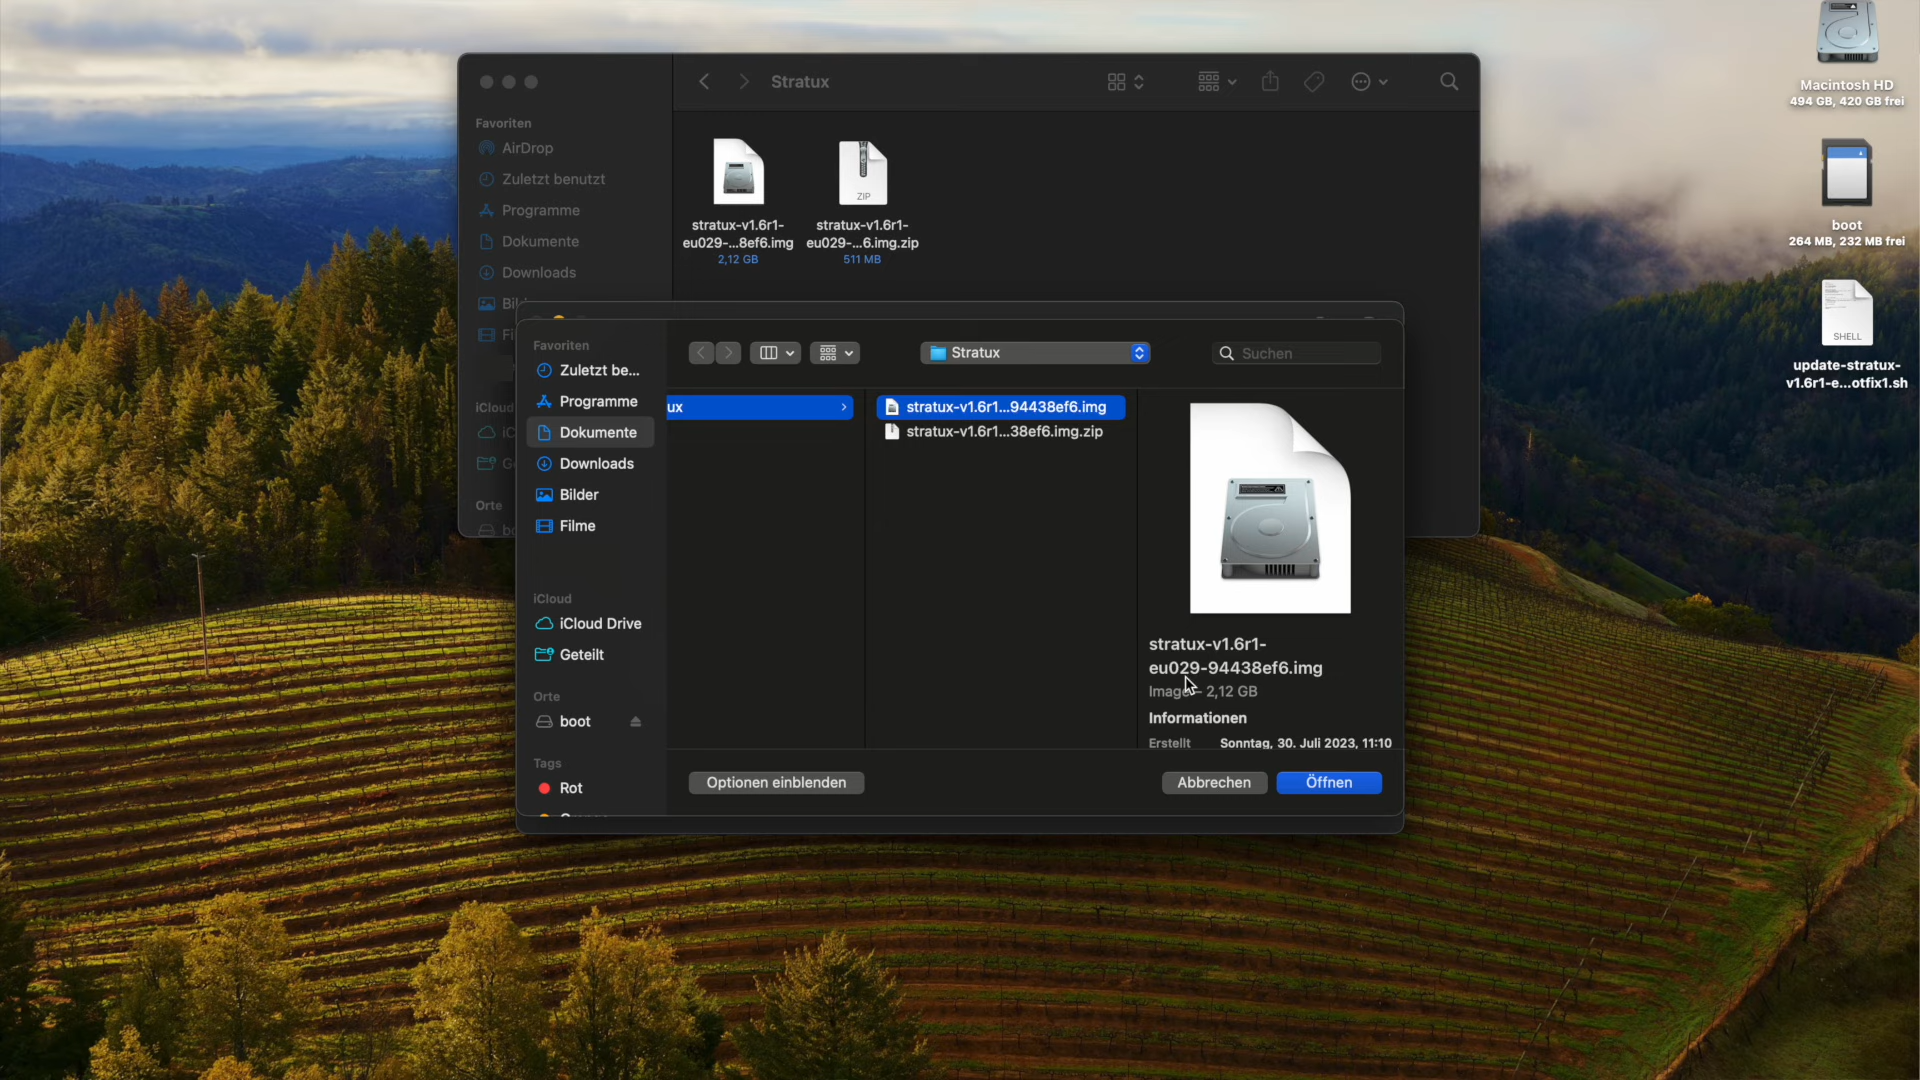 Macintosh HD
494 GB, 420 GB frei
boot
264 MB, 232 MB frei
SHELL
update-stratux-
v1.6r1-e...otfix1.sh
Stratux
Favoriten
AirDrop
Zuletzt benutzt
Programme
Dokumente
Downloads
iCloud
Orte
stratux-v1.6r1-
eu029-...8ef6.img
2,12 GB
ZIP
stratux-v1.6r1-
eu029-...6.img.zip
511 MB
Favoriten
Zuletzt be...
Programme
Dokumente
Downloads
Bilder
Filme
iCloud
iCloud Drive
Geteilt
Orte
boot
Tags
Rot
Stratux
Suchen
ux
stratux-v1.6r1...94438ef6.img
stratux-v1.6r1...38ef6.img.zip
stratux-v1.6r1-
eu029-94438ef6.img
Image – 2,12 GB
Informationen
Erstellt Sonntag, 30. Juli 2023, 11:10
Optionen einblenden
Abbrechen
Öffnen